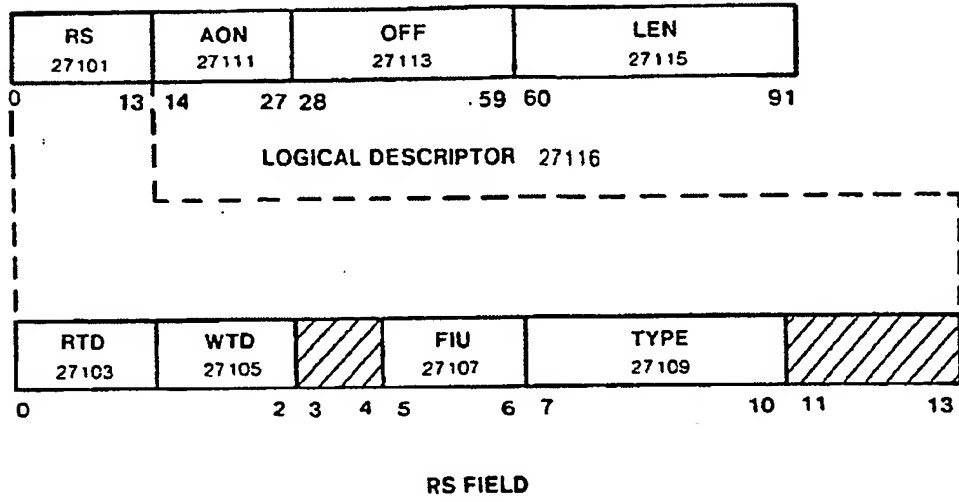 RS AON OFF LEN
27101 27111 27113 27115
0 13 14 27 28 59 60 91
LOGICAL DESCRIPTOR 27116
RTD WTD FIU TYPE
27103 27105 27107 27109
0 2 3 4 5 6 7 10 11 13
RS FIELD